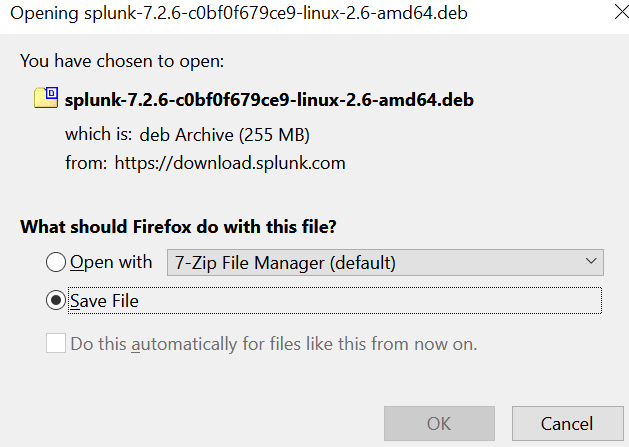 Opening splunk-7.2.6-c0bf0f679ce9-linux-2.6-amd64.deb
You have chosen to open:
splunk-7.2.6-c0bf0f679ce9-linux-2.6-amd64.deb
which is: deb Archive (255 MB)
from: https://download.splunk.com
What should Firefox do with this file?
Open with 7-Zip File Manager (default)
Save File
Do this automatically for files like this from now on.
OK Cancel